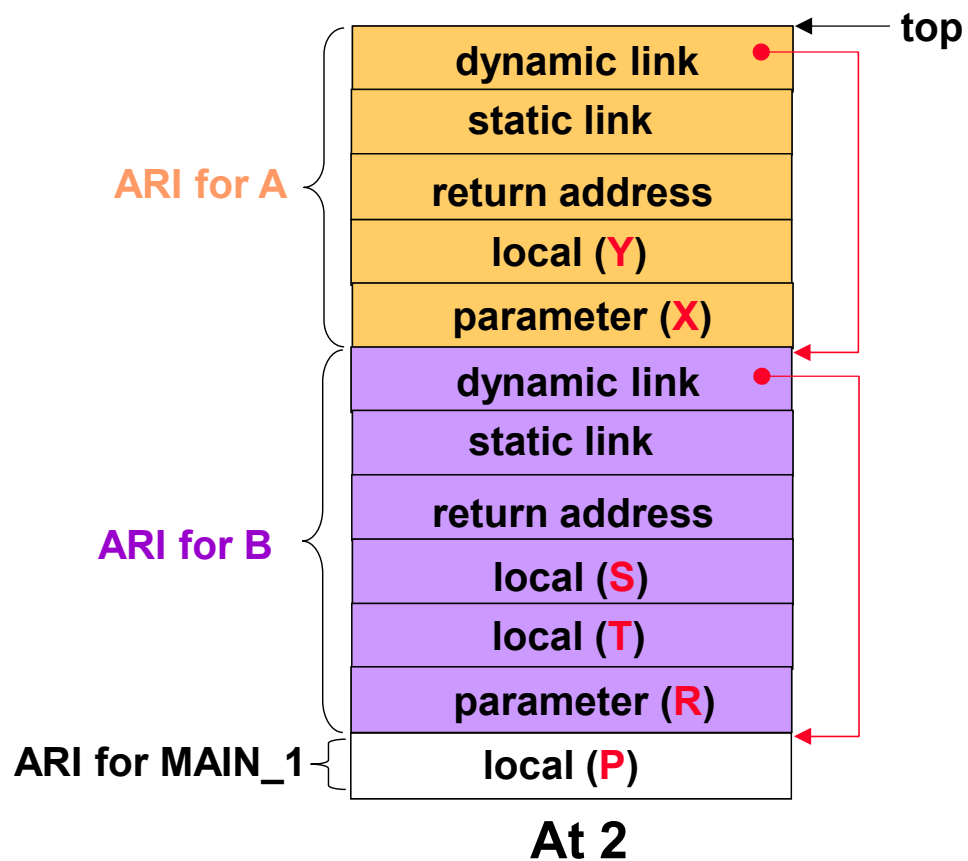 top
dynamic link
static link
ARI for A
return address
local (Y)
parameter (X)
dynamic link
static link
return address
ARI for B
local (S)
local (T)
parameter (R)
ARI for MAIN_1
local (P)
At 2